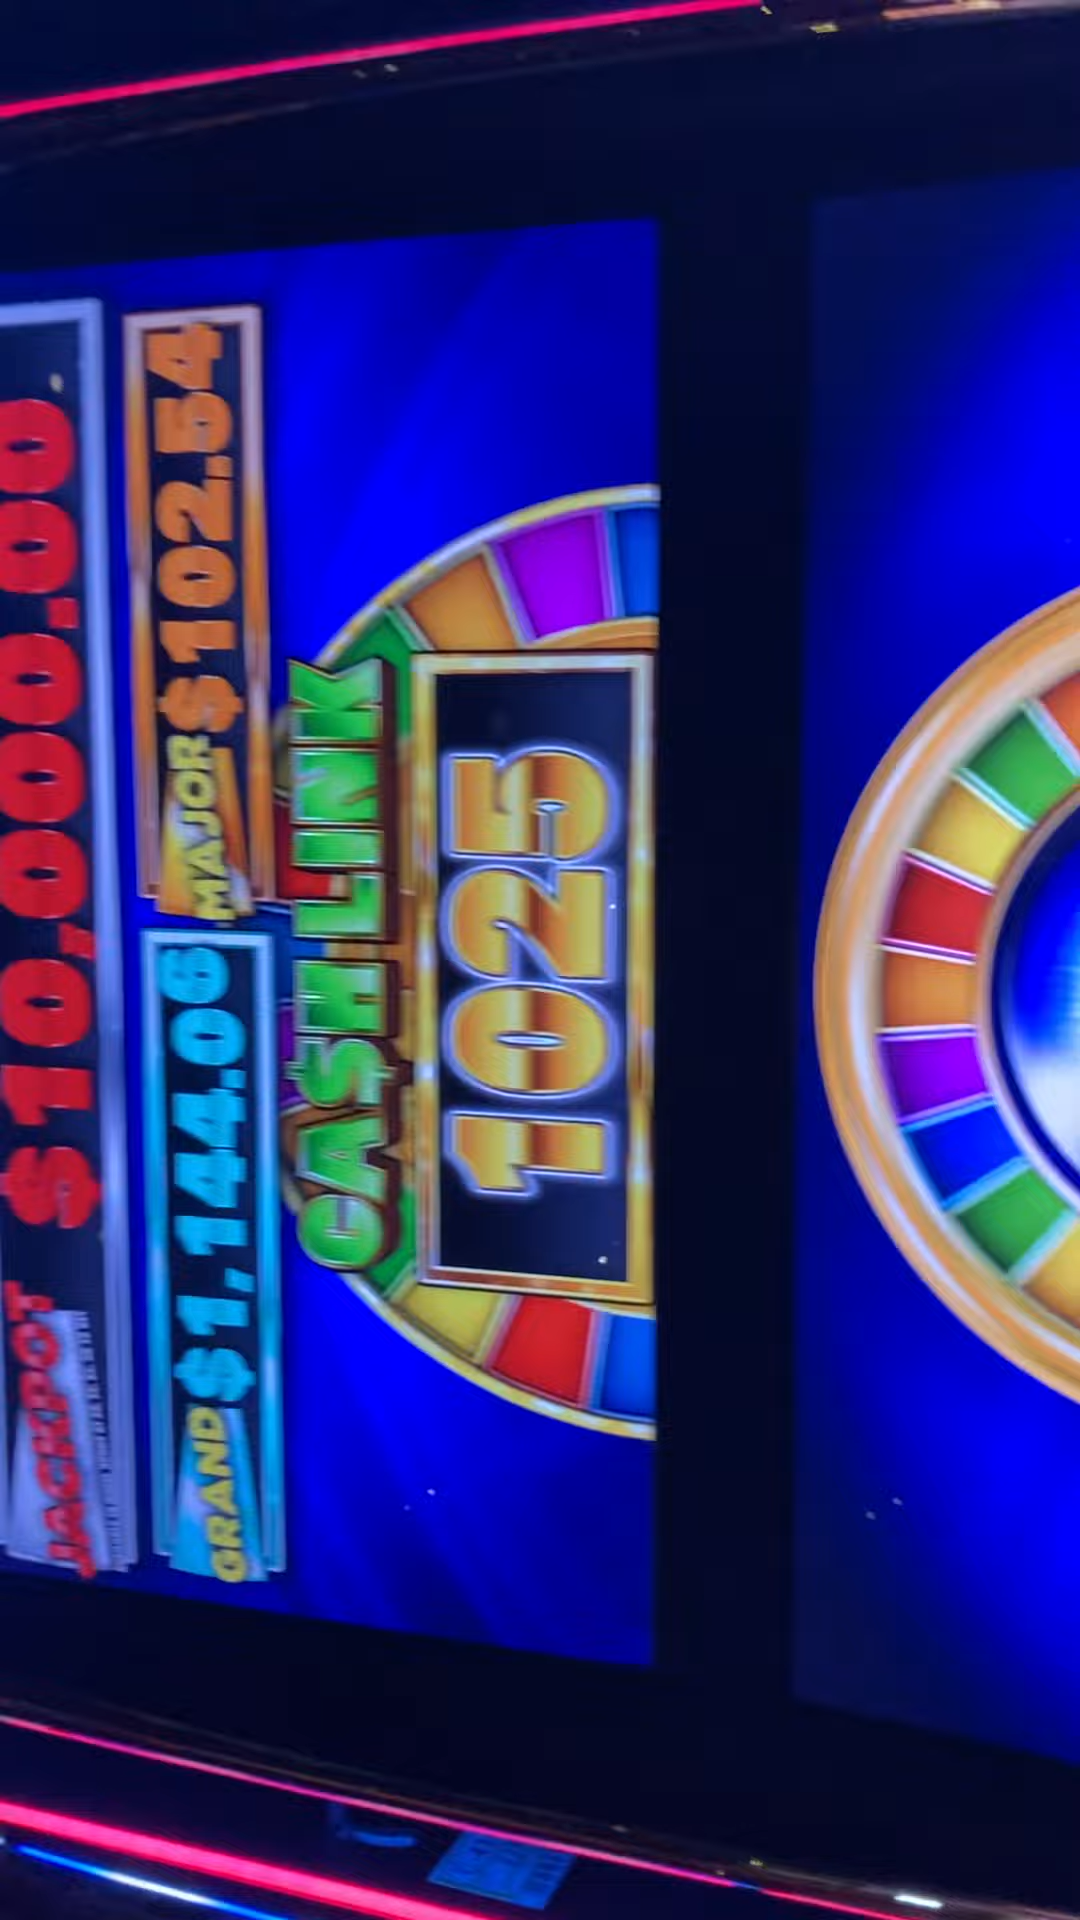 JACKPOT $10,000.00
GRAND $1,144.06
MAJOR $102.54
CASH LINK
1025